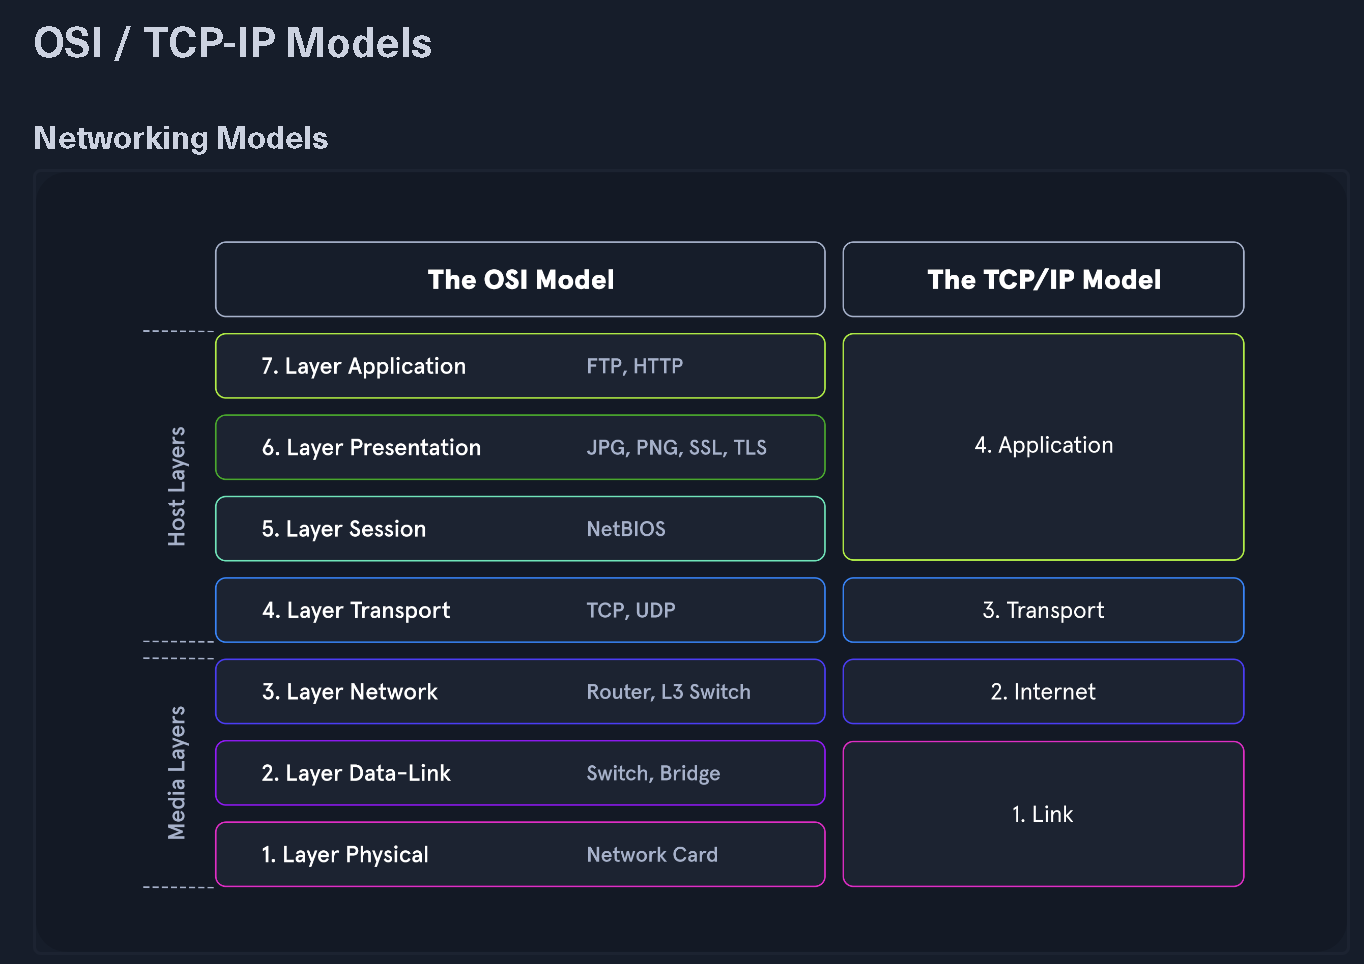 OSI / TCP-IP Models
Networking Models
The OSI Model
The TCP/IP Model
Host Layers
7. Layer Application
FTP, HTTP
6. Layer Presentation
JPG, PNG, SSL, TLS
5. Layer Session
NetBIOS
4. Layer Transport
TCP, UDP
4. Application
3. Transport
Media Layers
3. Layer Network
Router, L3 Switch
2. Layer Data-Link
Switch, Bridge
1. Layer Physical
Network Card
2. Internet
1. Link